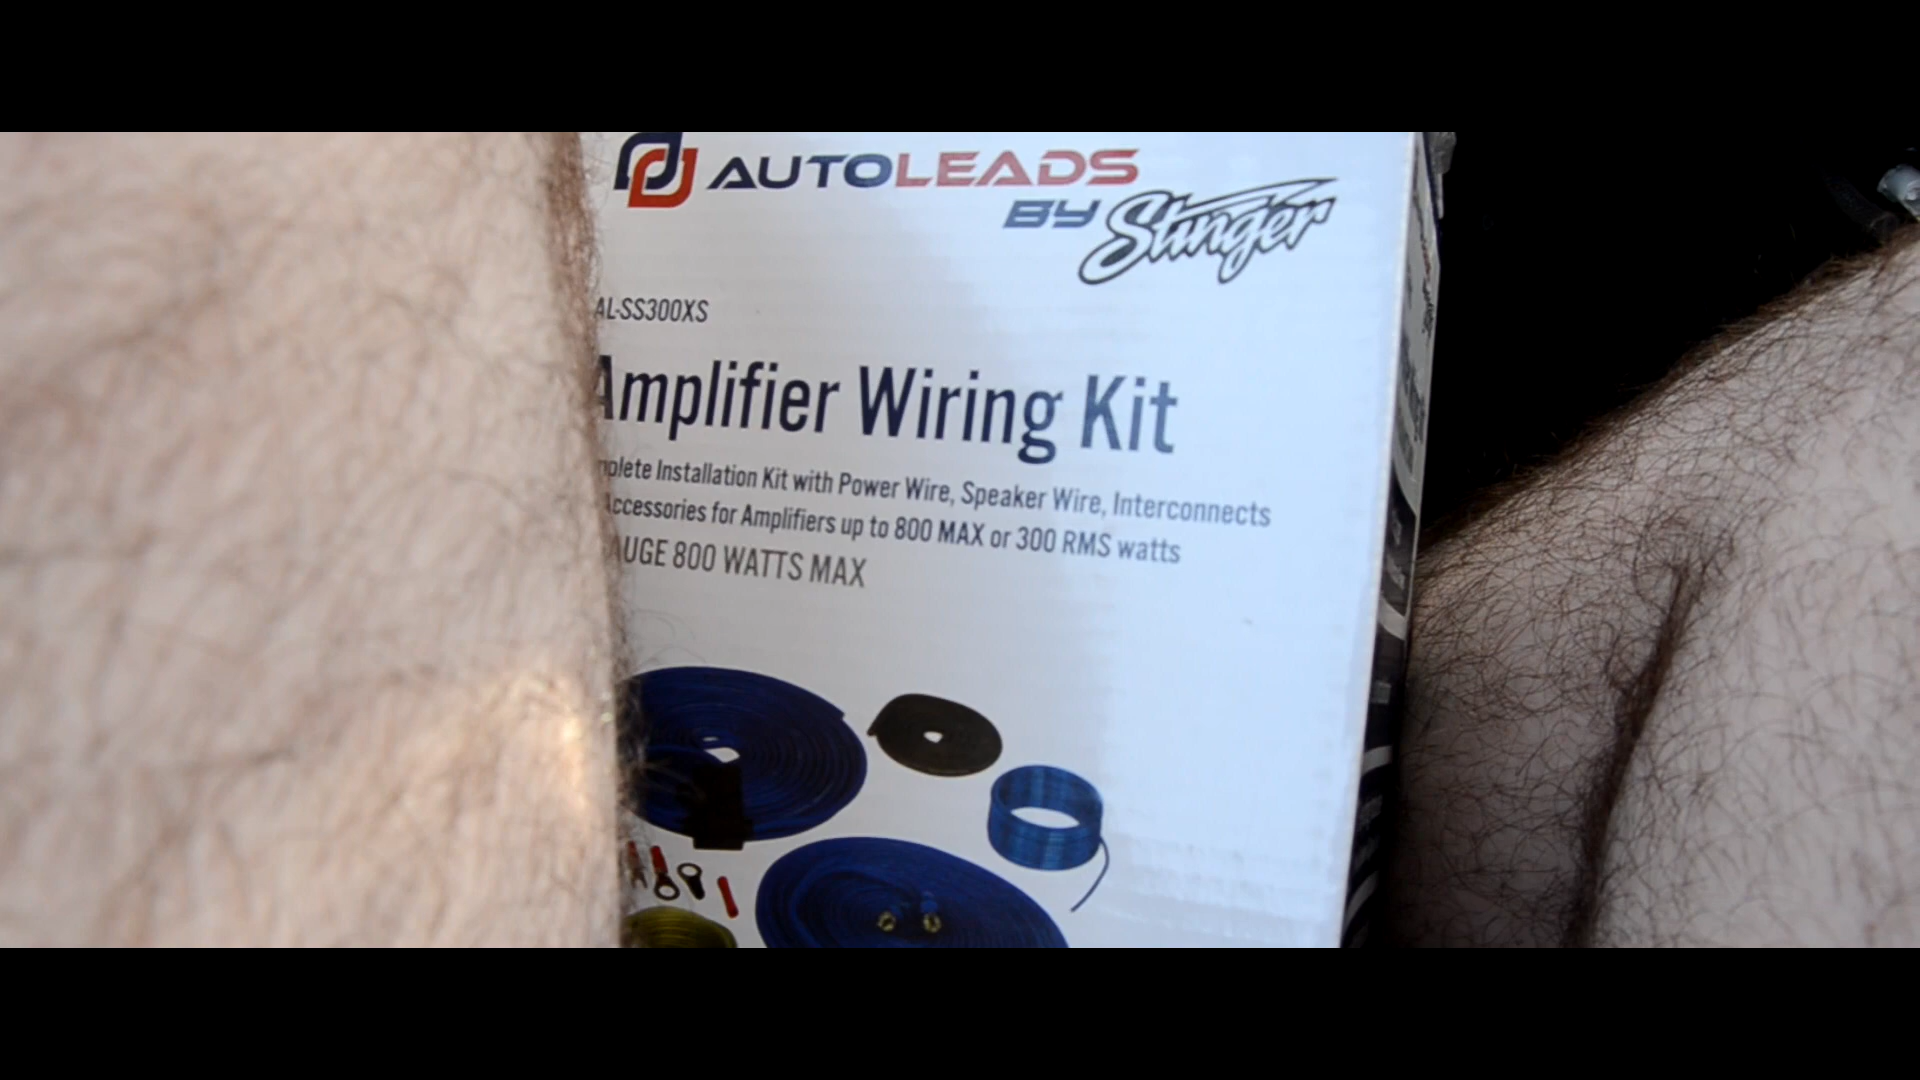 AUTOLEADS
BY Stinger
AL-SS300XS
Amplifier Wiring Kit
Installation Kit with Power Wire, Speaker Wire, Interconnects
Accessories for Amplifiers up to 800 MAX or 300 RMS watts
800 WATTS MAX